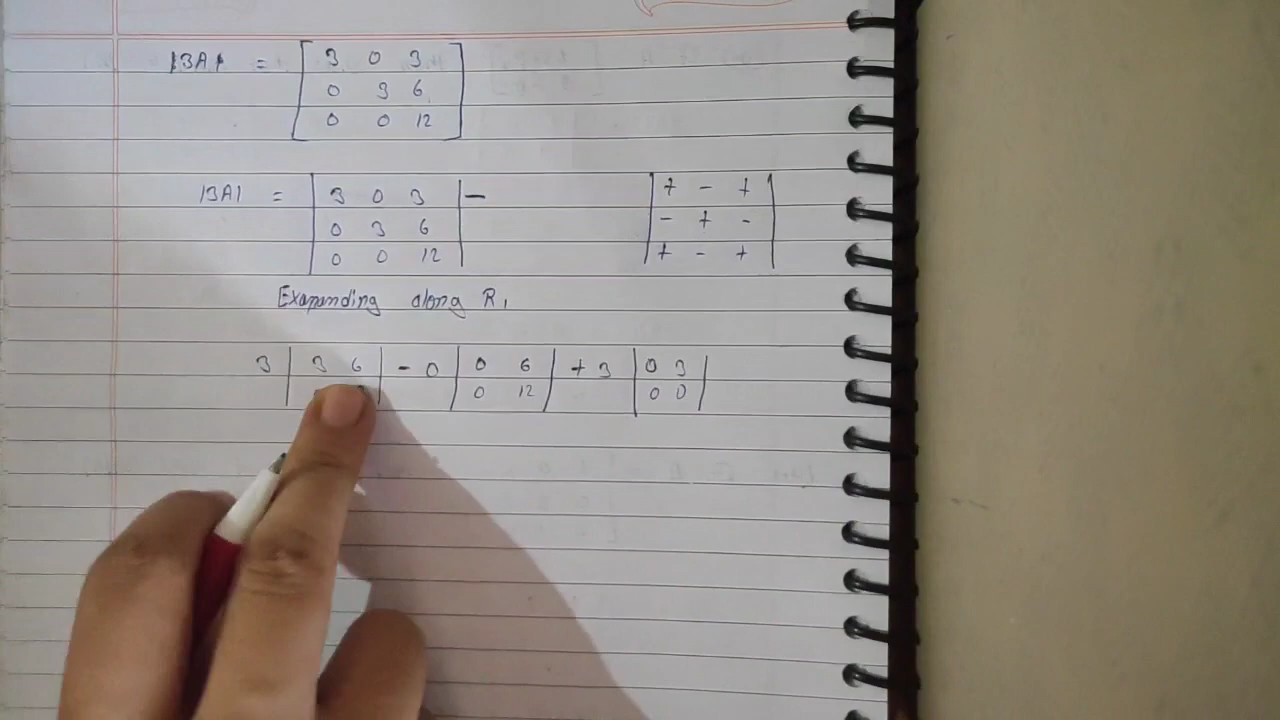 |3A| = [ 3 0 3
0 3 6
0 0 12 ]
|3A| = | 3 0 3 | -
0 3 6
0 0 12
| + - + |
- + -
+ - +
Exapanding along R1
3 | 3 6 | - 0 | 0 6 | + 3 | 0 3 |
0 12 0 0